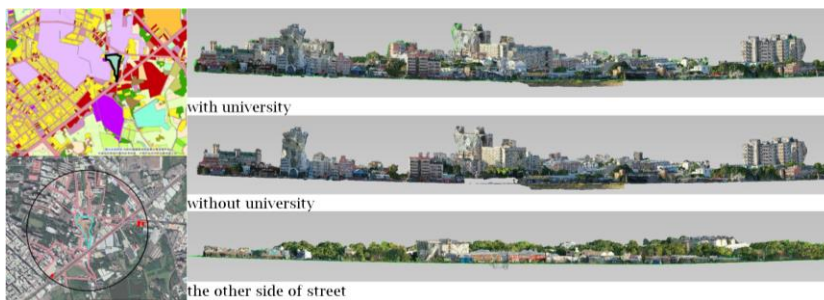 with university
without university
the other side of street